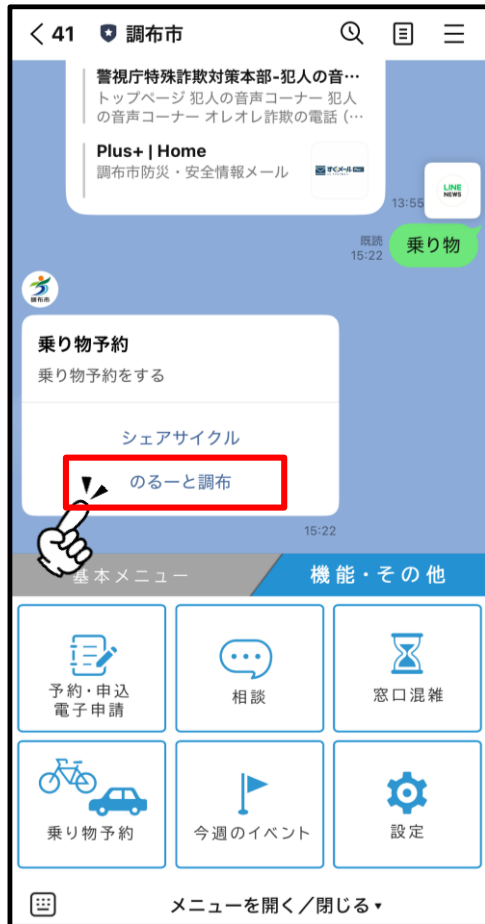 41 調布市
警視庁特殊詐欺対策本部-犯人の音…
トップページ 犯人の音声コーナー 犯人
の音声コーナー オレオレ詐欺の電話 (…
Plus+ | Home
調布市防災・安全情報メール
すぐメール
LINE
NEWS
13:55
既読
15:22
乗り物
調布市
乗り物予約
乗り物予約をする
シェアサイクル
のるーと調布
15:22
基本メニュー
機能・その他
予約・申込
電子申請
相談
窓口混雑
乗り物予約
今週のイベント
設定
メニューを開く／閉じる▾